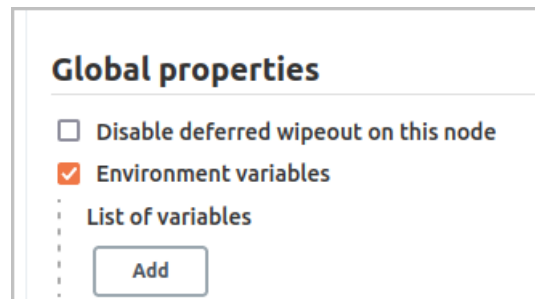 Global properties
Disable deferred wipeout on this node
Environment variables
List of variables
Add